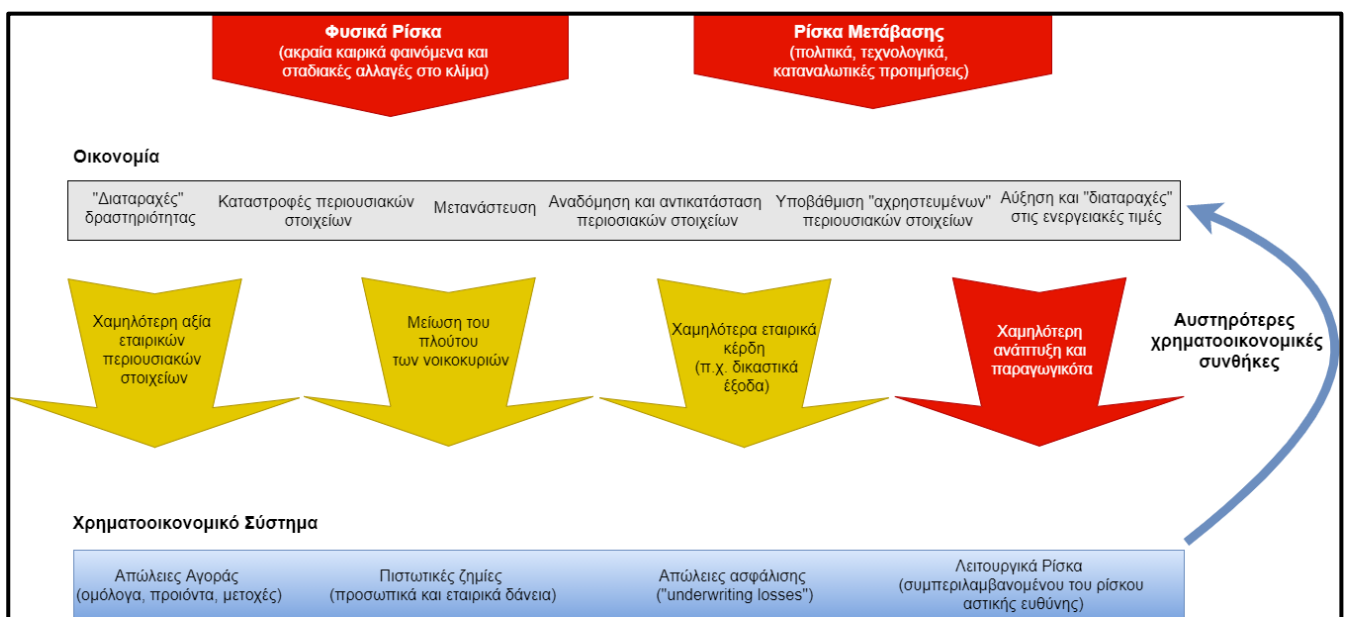 Φυσικά Ρίσκα
(ακραία καιρικά φαινόμενα και
σταδιακές αλλαγές στο κλίμα)
Ρίσκα Μετάβασης
(πολιτικά, τεχνολογικά,
καταναλωτικές προτιμήσεις)
Οικονομία
"Διαταραχές"
δραστηριότητας
Καταστροφές περιουσιακών
στοιχείων
Μετανάστευση
Αναδόμηση και αντικατάσταση
περιοσιακών στοιχείων
Υποβάθμιση "αχρηστευμένων"
περιουσιακών στοιχείων
Αύξηση και "διαταραχές"
στις ενεργειακές τιμές
Χαμηλότερη αξία
εταιρικών
περιουσιακών
στοιχείων
Μείωση του
πλούτου
των νοικοκυριών
Χαμηλότερα εταιρικά
κέρδη
(π.χ. δικαστικά
έξοδα)
Χαμηλότερη
ανάπτυξη και
παραγωγικότα
Αυστηρότερες
χρηματοοικονομικές
συνθήκες
Χρηματοοικονομικό Σύστημα
Απώλειες Αγοράς
(ομόλογα, προιόντα, μετοχές)
Πιστωτικές ζημίες
(προσωπικά και εταιρικά δάνεια)
Απώλειες ασφάλισης
("underwriting losses")
Λειτουργικά Ρίσκα
(συμπεριλαμβανομένου του ρίσκου
αστικής ευθύνης)